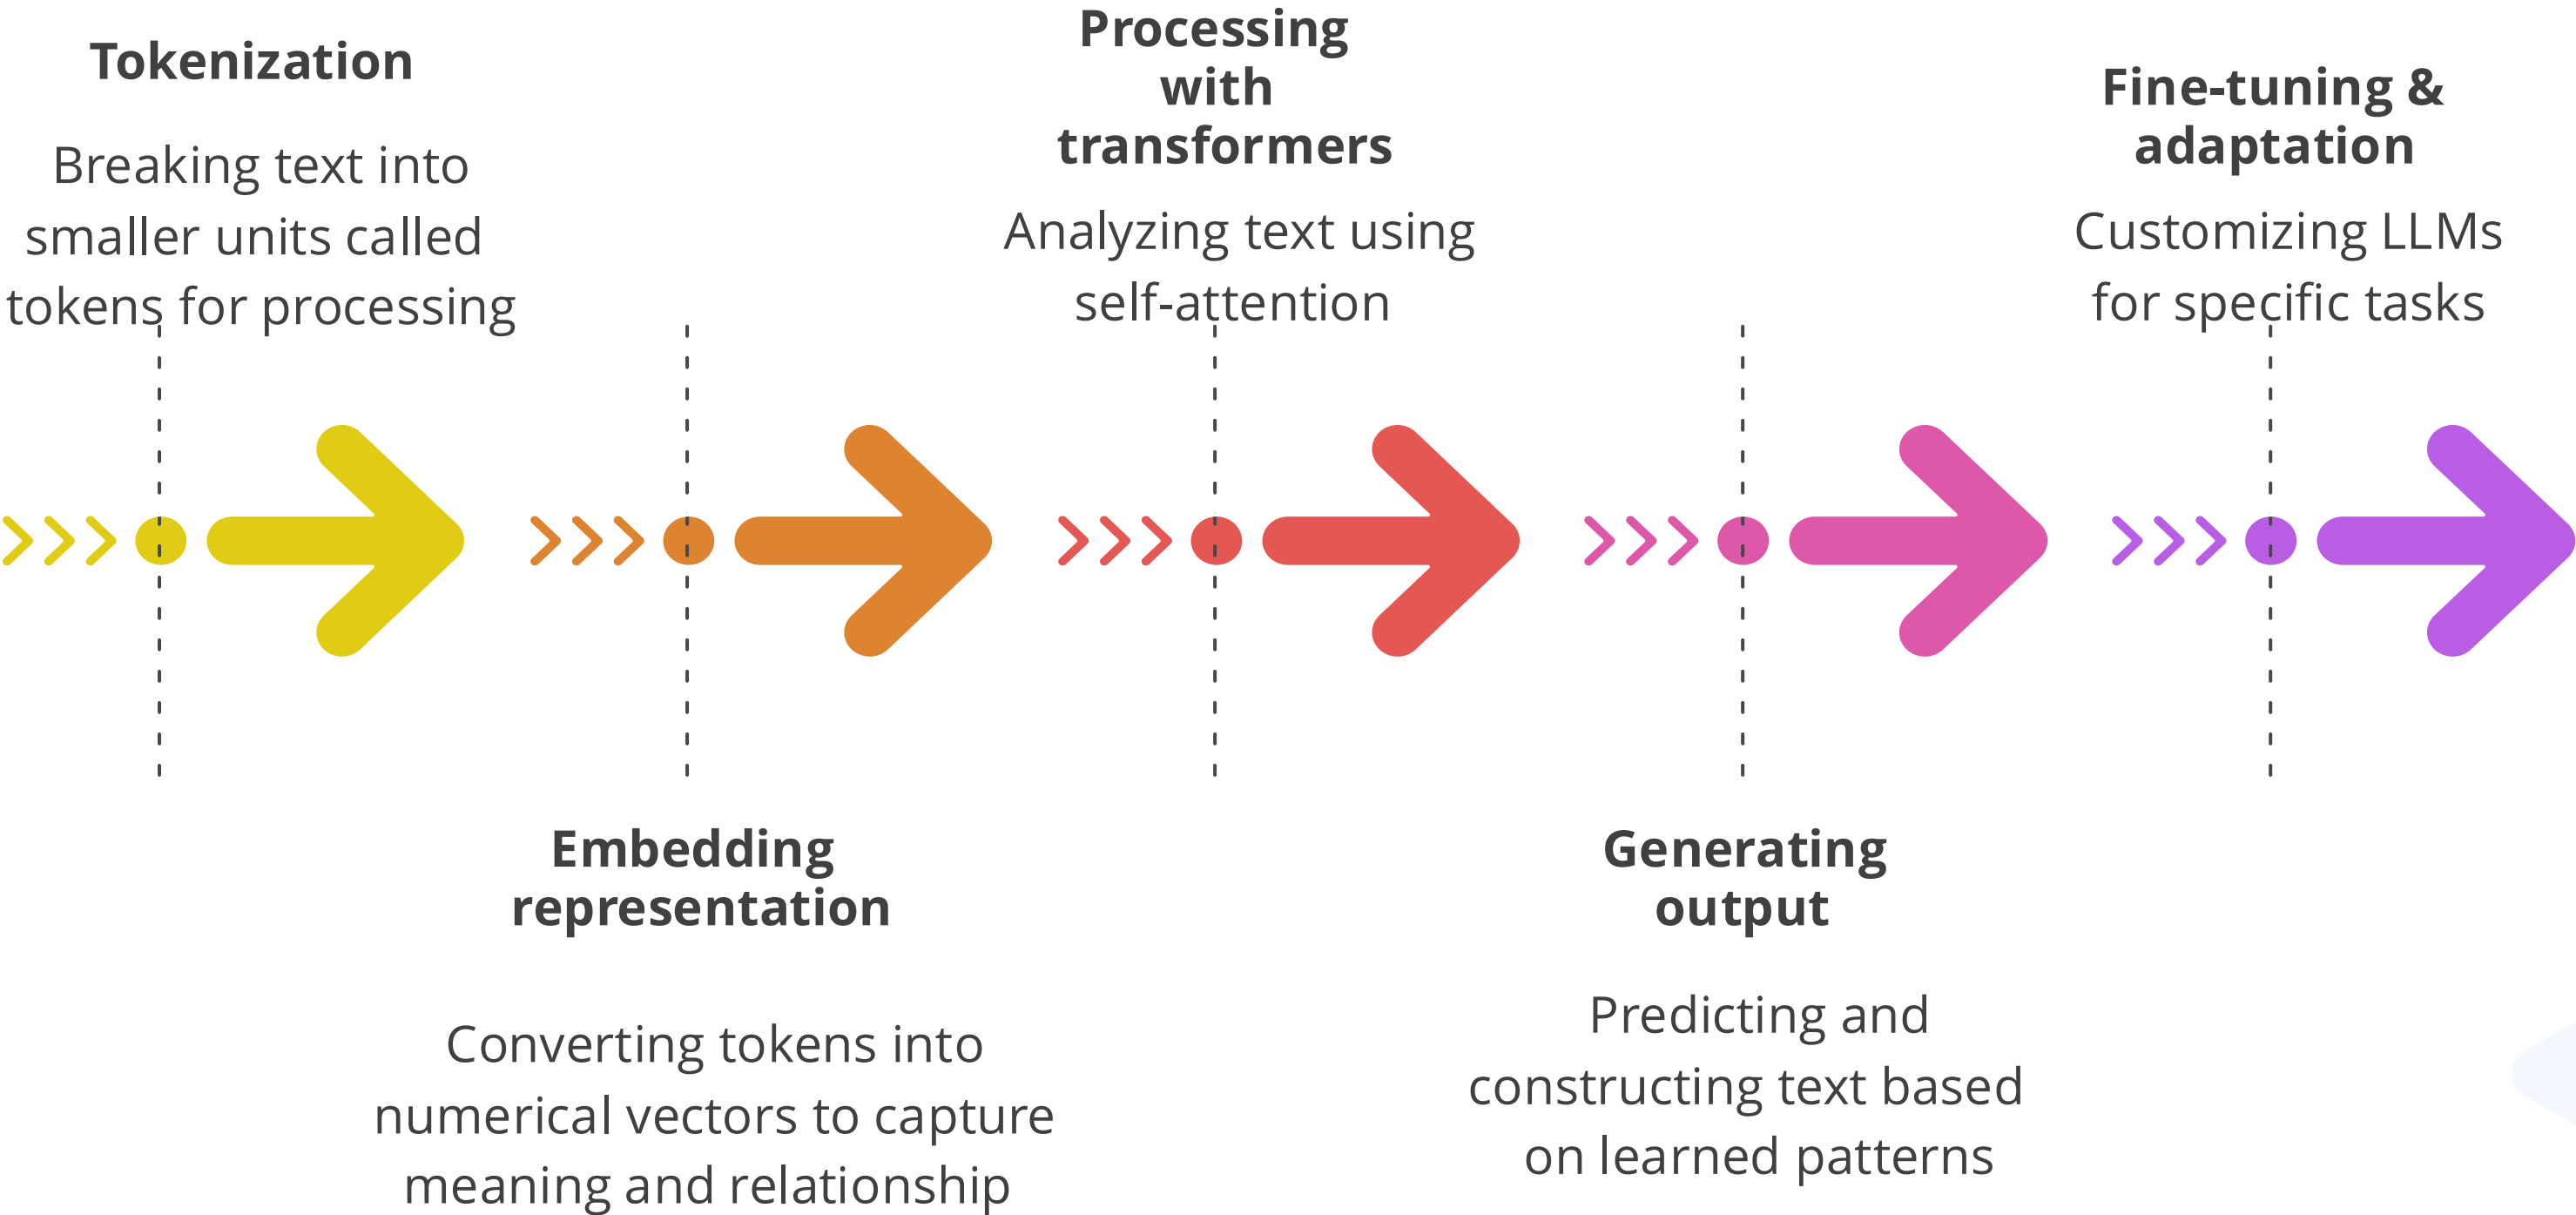 Tokenization
Breaking text into
smaller units called
tokens for processing
Embedding
representation
Converting tokens into
numerical vectors to capture
meaning and relationship
Processing
with
transformers
Analyzing text using
self-attention
Generating
output
Predicting and
constructing text based
on learned patterns
Fine-tuning &
adaptation
Customizing LLMs
for specific tasks